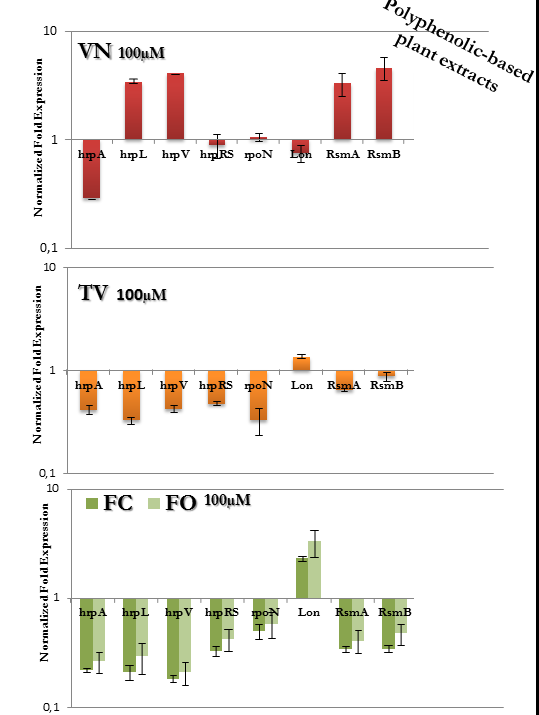 Polyphenolic-based
plant extracts
10
VN 100µM
Normalized Fold Expression
1
hrpA hrpL hrpV hrpRS rpoN Lon RsmA RsmB
0,1
10
TV 100µM
Normalized Fold Expression
1
hrpA hrpL hrpV hrpRS rpoN Lon RsmA RsmB
0,1
10
FC FO 100µM
Normalized Fold Expression
1
hrpA hrpL hrpV hrpRS rpoN Lon RsmA RsmB
0,1